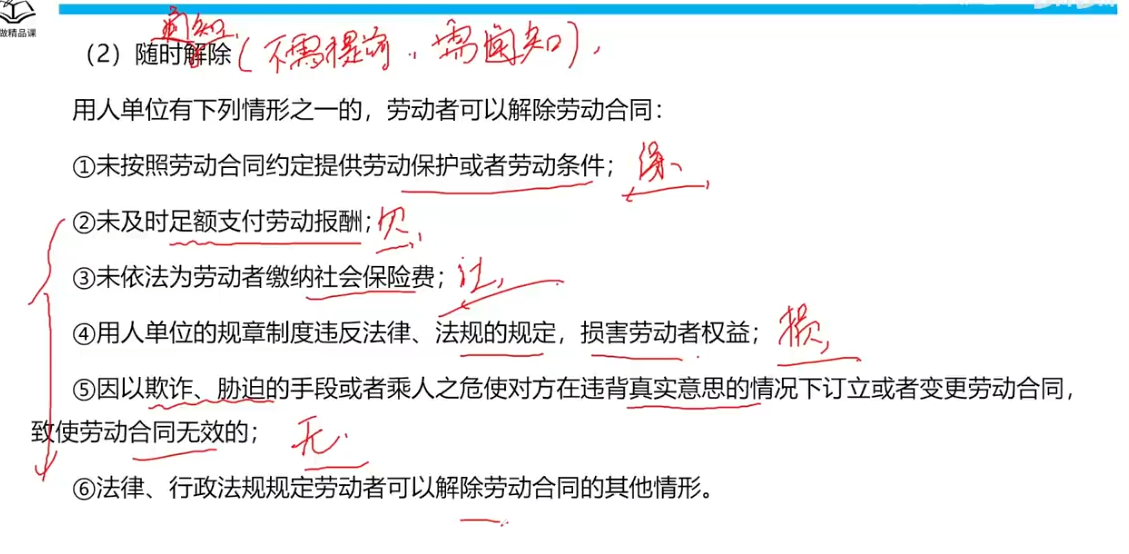 做精品课
通知
（2）随时解除(不需提前，需通知)，
用人单位有下列情形之一的，劳动者可以解除劳动合同：
①未按照劳动合同约定提供劳动保护或者劳动条件；
②未及时足额支付劳动报酬；欠，
③未依法为劳动者缴纳社会保险费；社，
④用人单位的规章制度违反法律、法规的规定，损害劳动者权益；损，
⑤因以欺诈、胁迫的手段或者乘人之危使对方在违背真实意思的情况下订立或者变更劳动合同，
致使劳动合同无效的；无.
⑥法律、行政法规规定劳动者可以解除劳动合同的其他情形。